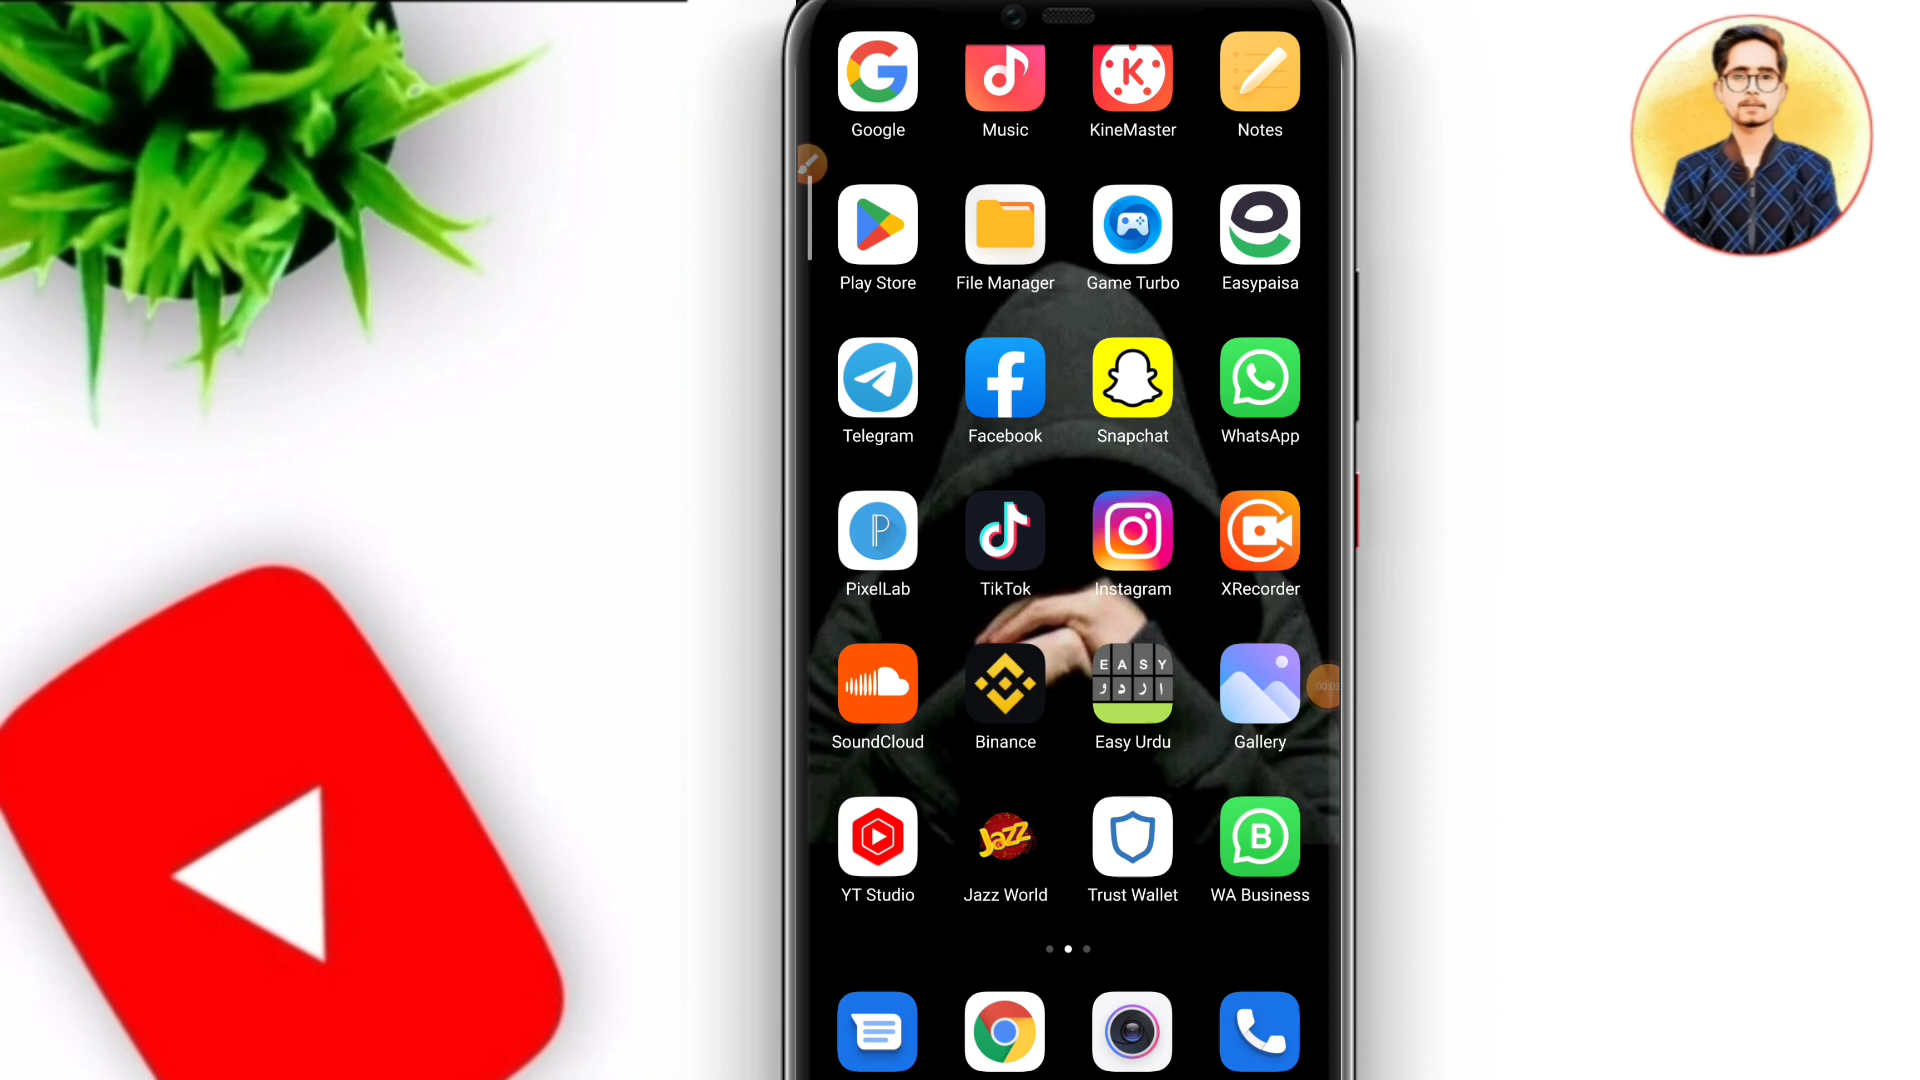 Google Music KineMaster Notes
Play Store File Manager Game Turbo Easypaisa
Telegram Facebook Snapchat WhatsApp
PixelLab TikTok Instagram XRecorder
E A S Y
ا ر د و
SoundCloud Binance Easy Urdu Gallery
Jazz
B
YT Studio Jazz World Trust Wallet WA Business